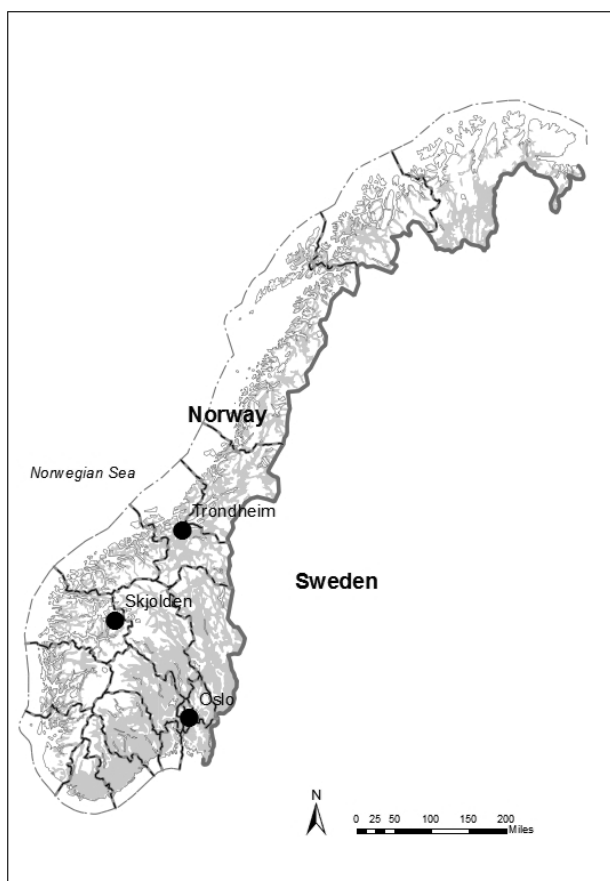 Norway
Norwegian Sea
Trondheim
Sweden
Skjolden
Oslo
N
0 25 50 100 150 200
Miles